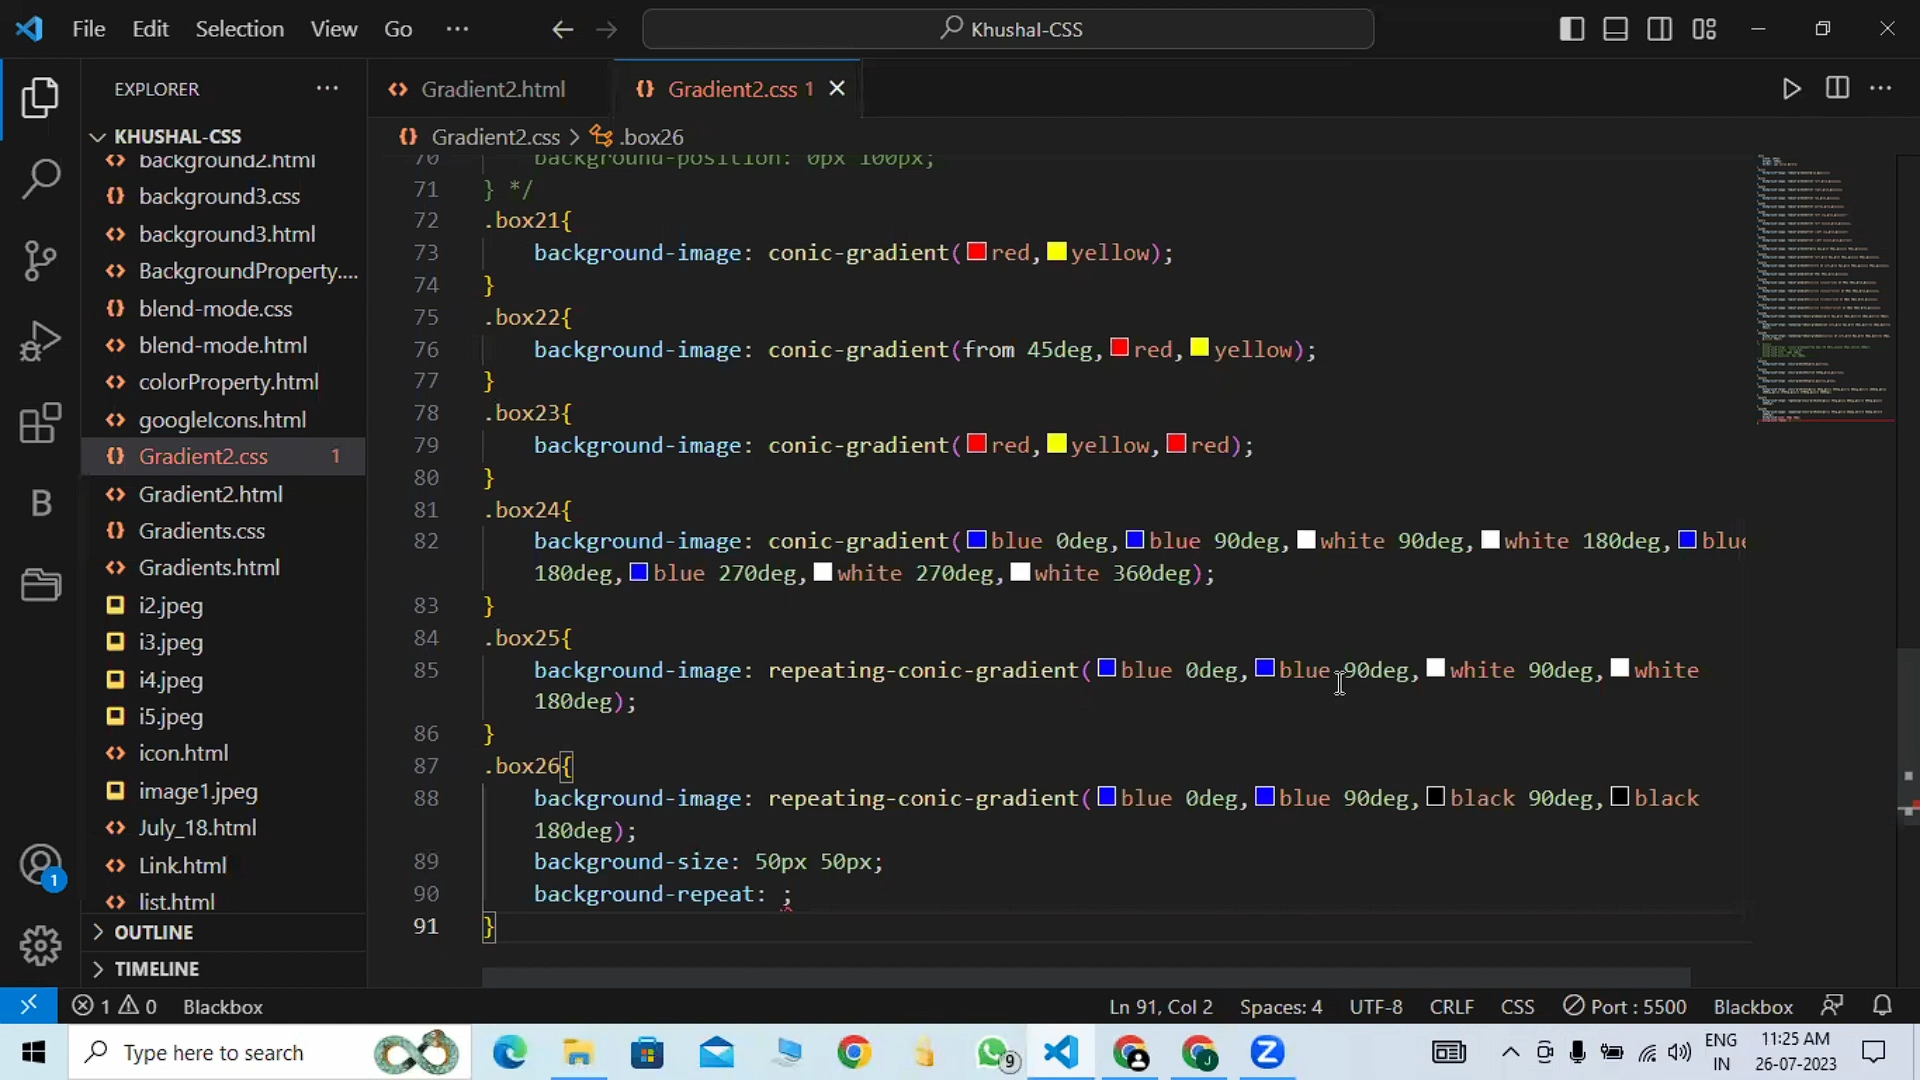 File Edit Selection View Go ··· Khushal-CSS
EXPLORER ···
KHUSHAL-CSS
background2.html
background3.css
background3.html
BackgroundProperty....
blend-mode.css
blend-mode.html
colorProperty.html
googleIcons.html
Gradient2.css 1
Gradient2.html
Gradients.css
Gradients.html
i2.jpeg
i3.jpeg
i4.jpeg
i5.jpeg
icon.html
image1.jpeg
July_18.html
Link.html
list.html
OUTLINE
TIMELINE
Gradient2.html Gradient2.css 1
Gradient2.css > .box26
70 background-position: 0px 100px;
71 } */
72 .box21{
73 background-image: conic-gradient(red,yellow);
74 }
75 .box22{
76 background-image: conic-gradient(from 45deg,red,yellow);
77 }
78 .box23{
79 background-image: conic-gradient(red,yellow,red);
80 }
81 .box24{
82 background-image: conic-gradient(blue 0deg,blue 90deg,white 90deg,white 180deg,blue
180deg,blue 270deg,white 270deg,white 360deg);
83 }
84 .box25{
85 background-image: repeating-conic-gradient(blue 0deg,blue 90deg,white 90deg,white
180deg);
86 }
87 .box26{
88 background-image: repeating-conic-gradient(blue 0deg,blue 90deg,black 90deg,black
180deg);
89 background-size: 50px 50px;
90 background-repeat: ;
91 }
1
B
1 0 Blackbox Ln 91, Col 2 Spaces: 4 UTF-8 CRLF CSS Port : 5500 Blackbox
Type here to search 9 J Z ENG
IN
11:25 AM
26-07-2023